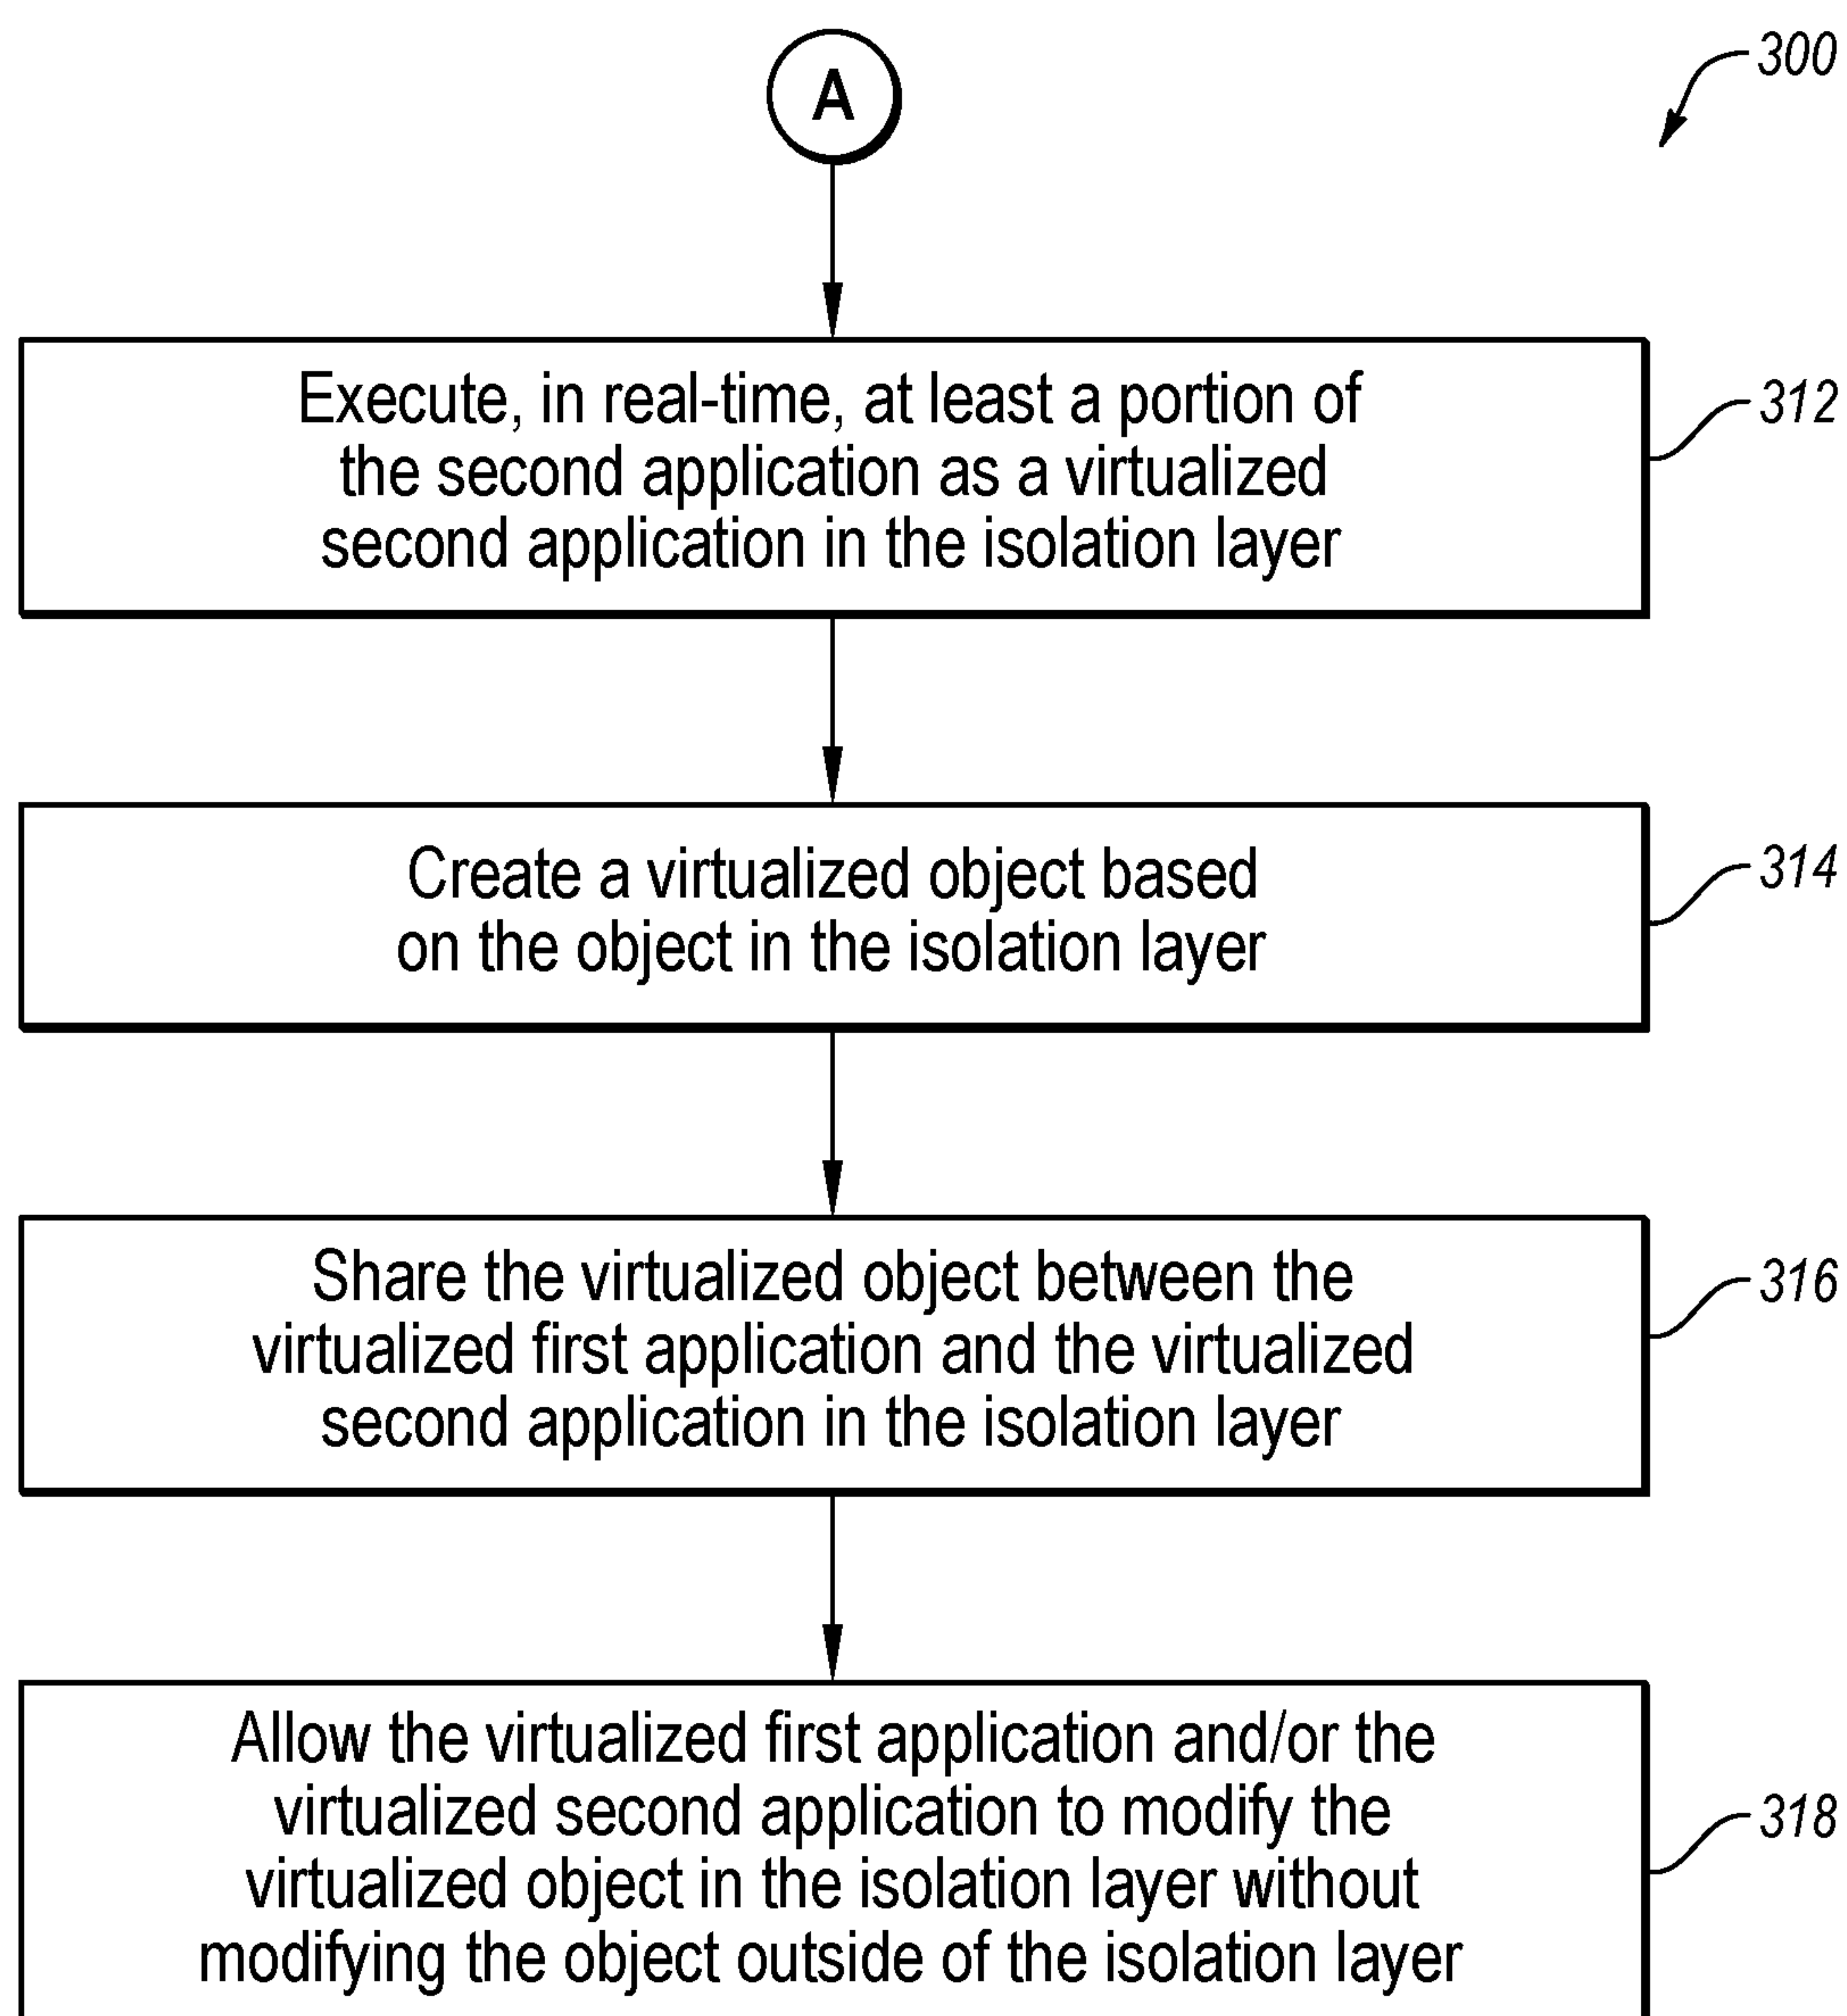 A
300
Execute, in real-time, at least a portion of
the second application as a virtualized
second application in the isolation layer
312
Create a virtualized object based
on the object in the isolation layer
314
Share the virtualized object between the
virtualized first application and the virtualized
second application in the isolation layer
316
Allow the virtualized first application and/or the
virtualized second application to modify the
virtualized object in the isolation layer without
modifying the object outside of the isolation layer
318